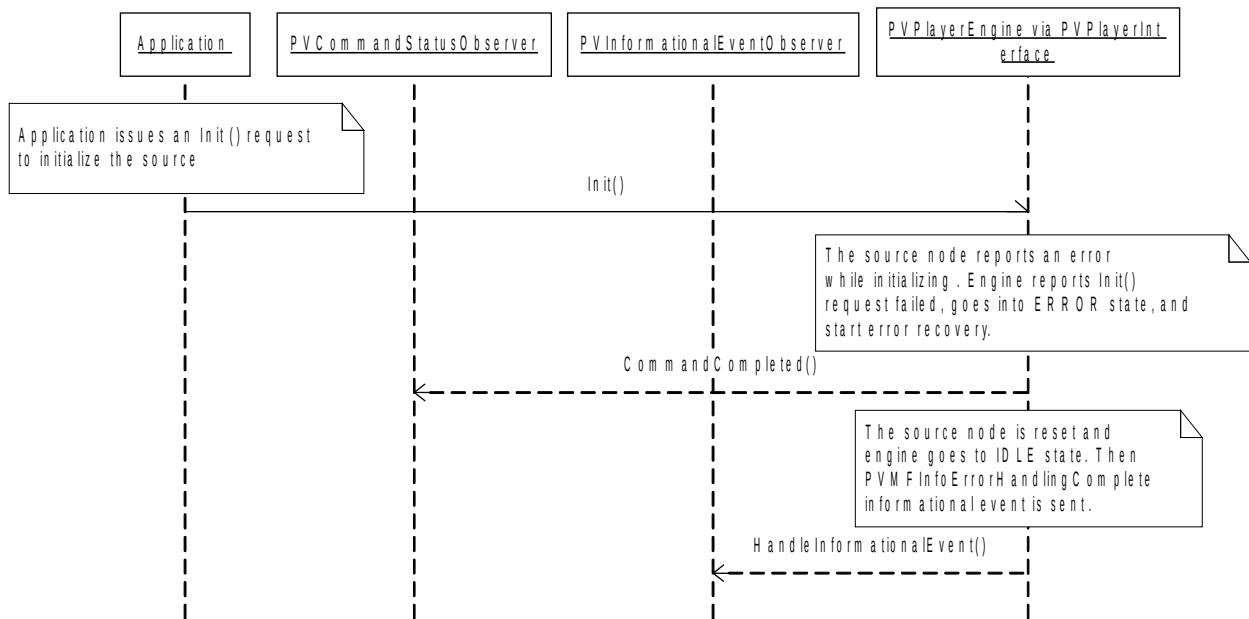 Application
PVCommandStatusObserver
PVInformationalEventObserver
PVPlayerEngine via PVPlayerInt
erface
Application issues an Init() request
to initialize the source
Init()
The source node reports an error
while initializing. Engine reports Init()
request failed, goes into ERROR state, and
start error recovery.
CommandCompleted()
The source node is reset and
engine goes to IDLE state. Then
PVMFInfoErrorHandlingComplete
informational event is sent.
HandleInformationalEvent()